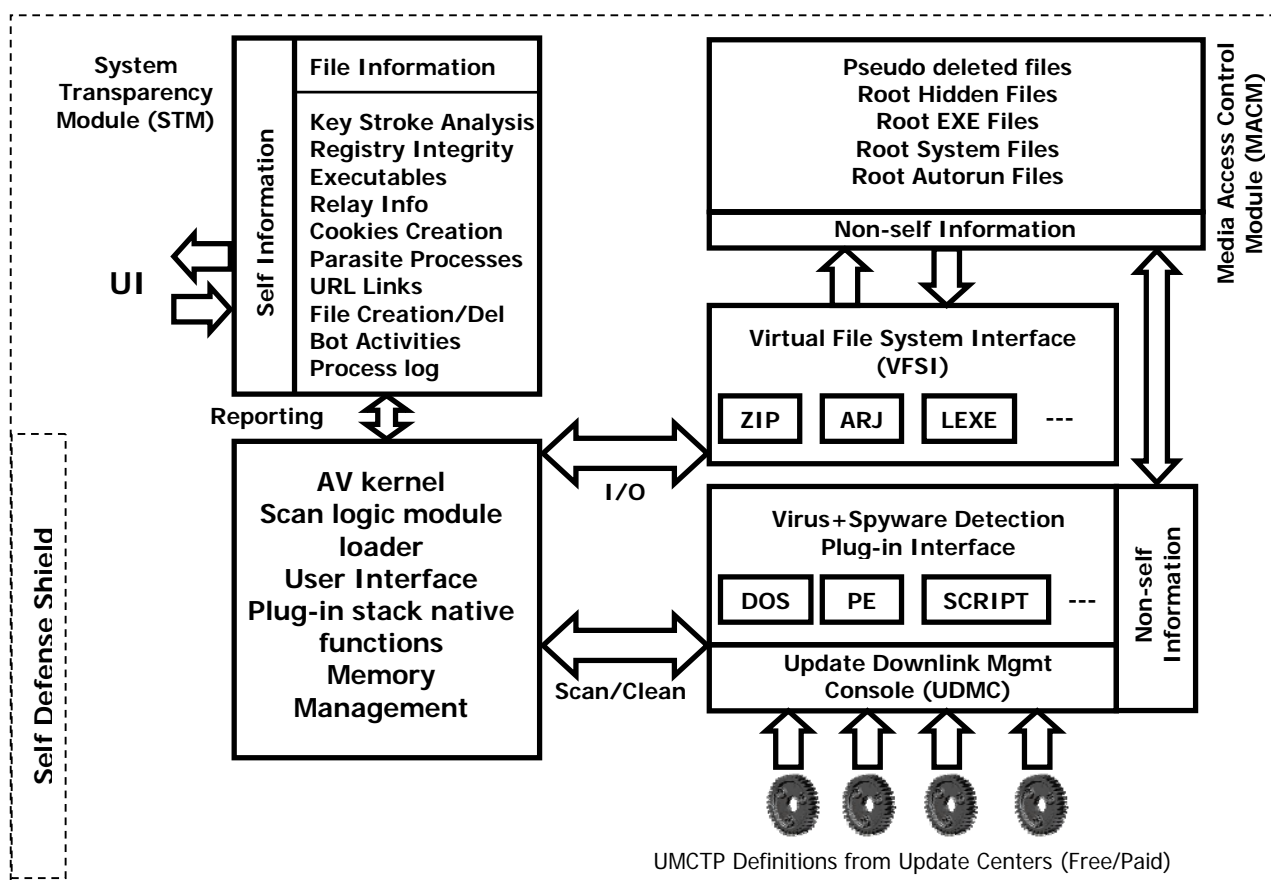 System
Transparency
Module (STM)
Self Information
File Information
Key Stroke Analysis
Registry Integrity
Executables
Relay Info
Cookies Creation
Parasite Processes
URL Links
File Creation/Del
Bot Activities
Process log
UI
Reporting
Pseudo deleted files
Root Hidden Files
Root EXE Files
Root System Files
Root Autorun Files
Non-self Information
Media Access Control
Module (MACM)
Virtual File System Interface
(VFSI)
ZIP
ARJ
LEXE
---
I/O
AV kernel
Scan logic module
loader
User Interface
Plug-in stack native
functions
Memory
Management
Self Defense Shield
Scan/Clean
Virus+Spyware Detection
Plug-in Interface
DOS
PE
SCRIPT
---
Non-self
Information
Update Downlink Mgmt
Console (UDMC)
UMCTP Definitions from Update Centers (Free/Paid)